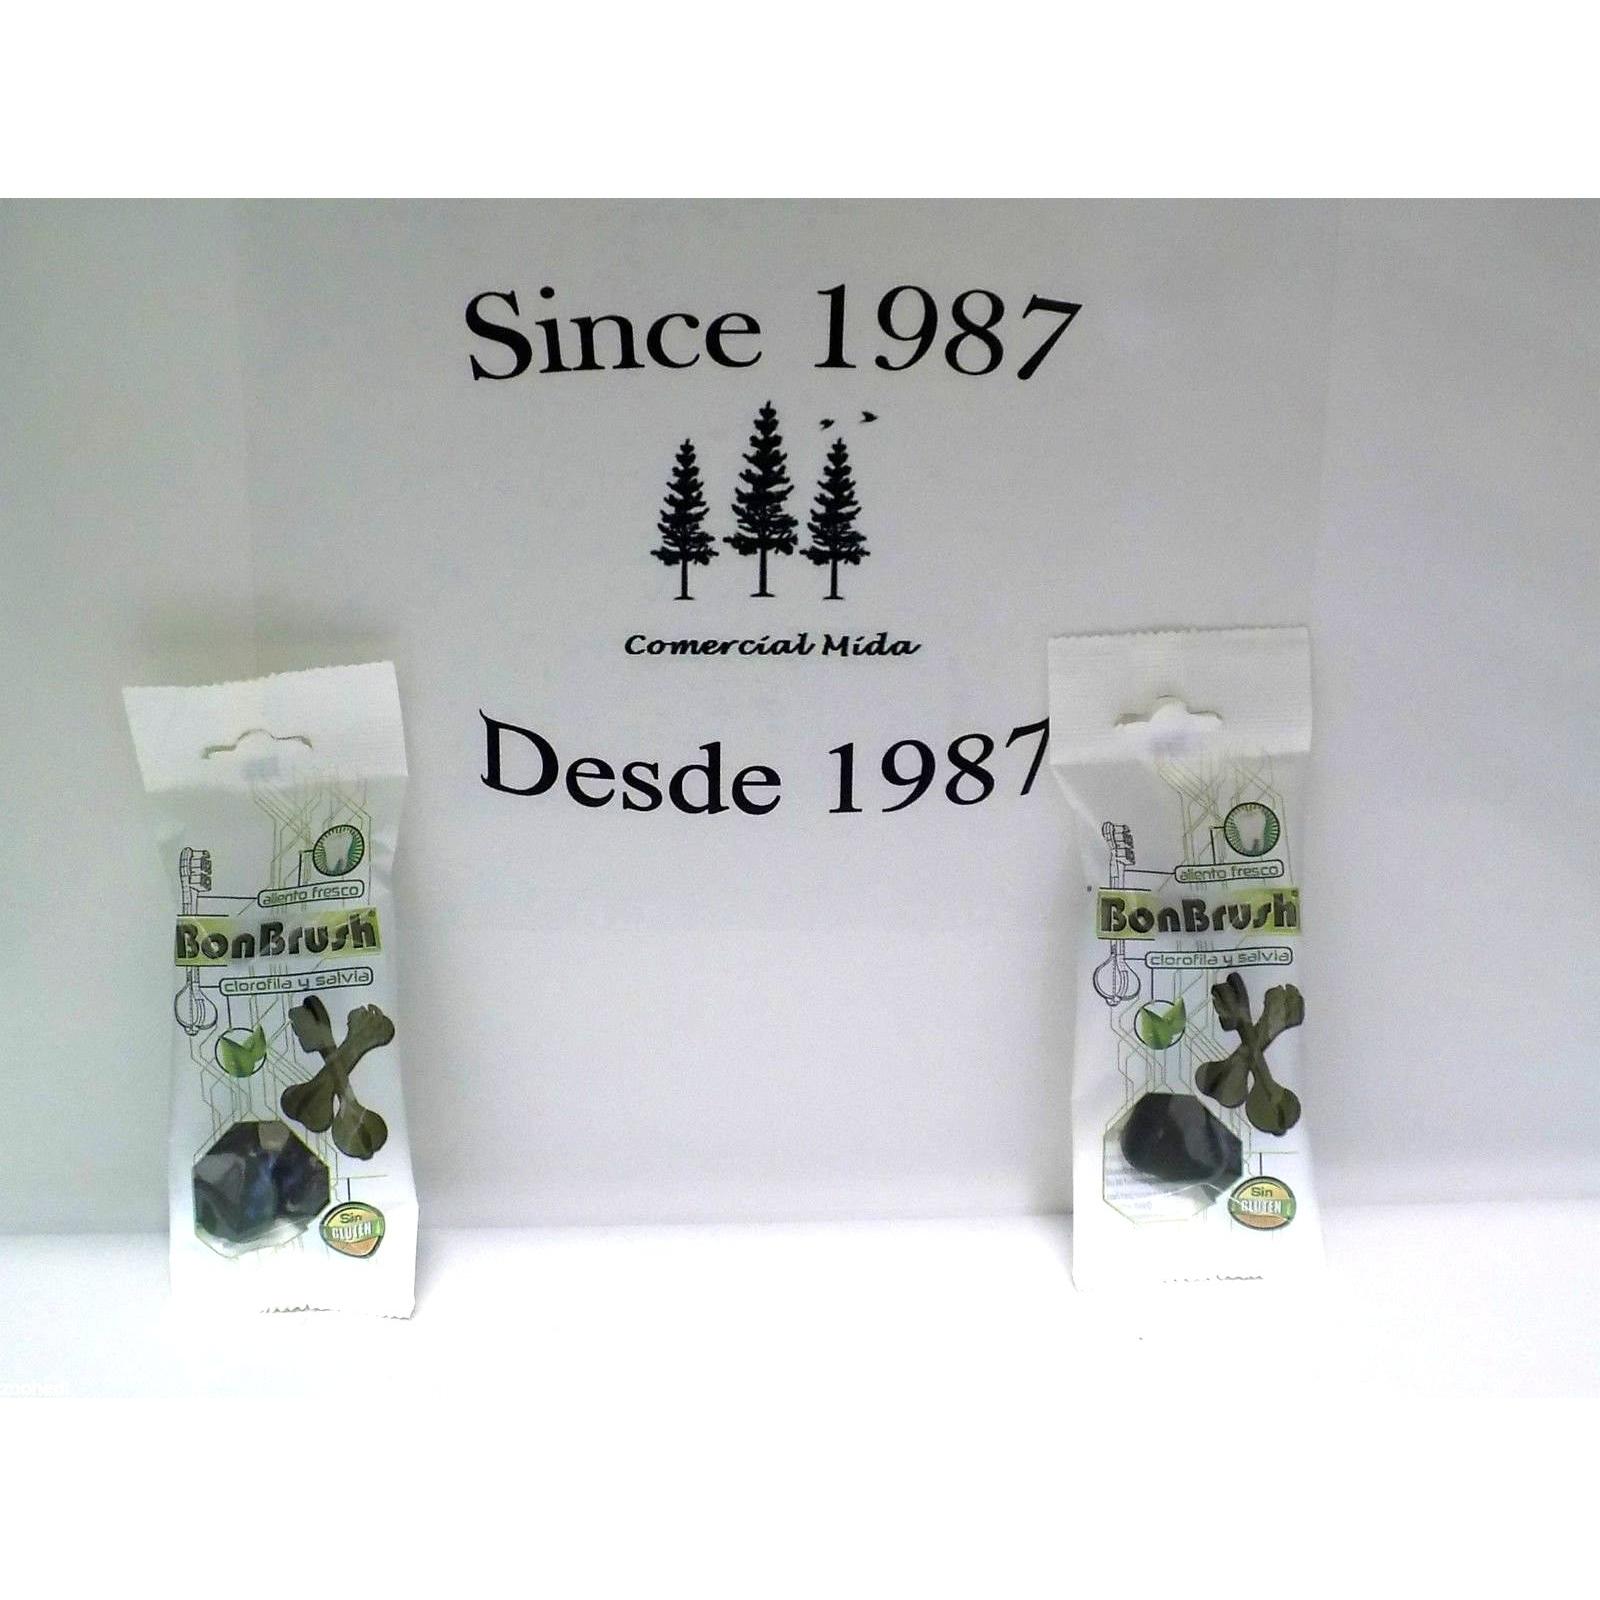 Since 1987
Comercial Mida
Desde 1987
aliento fresco
BonBrush
clorofila y salvia
Sin
GLUTEN
aliento fresco
BonBrush
clorofila y salvia
Sin
GLUTEN